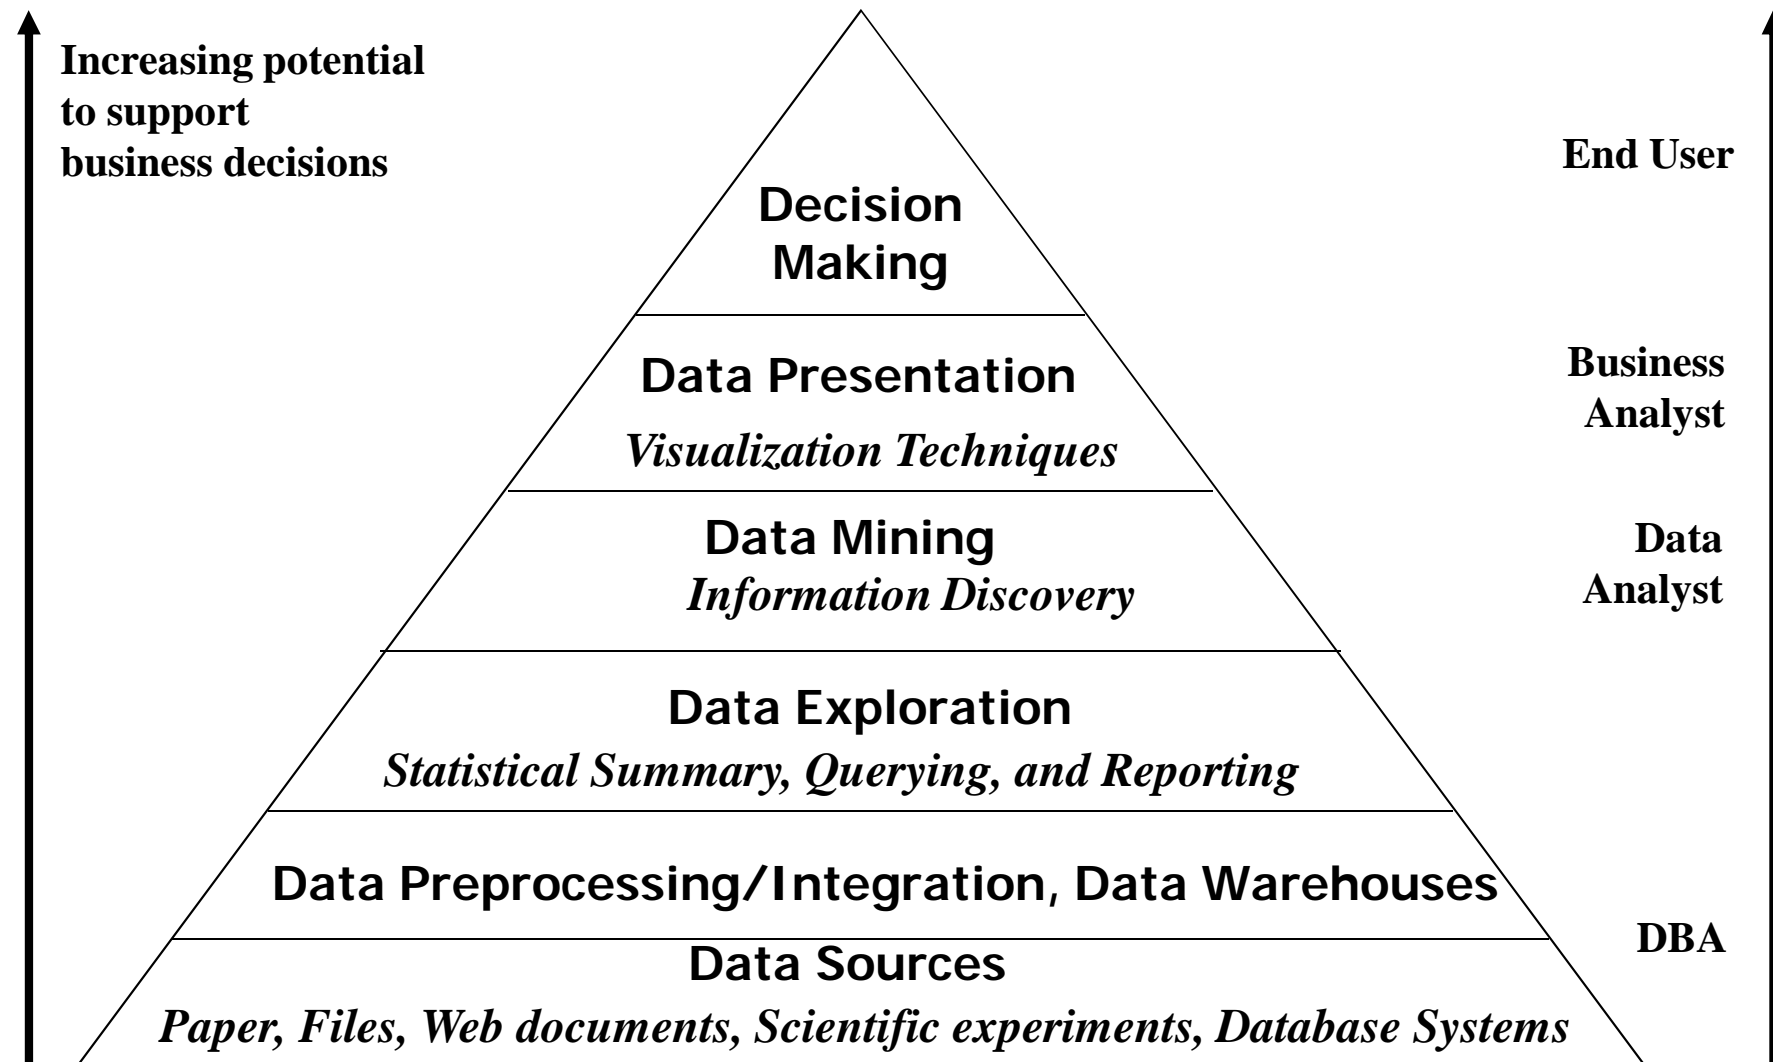 Increasing potential
to support
business decisions
End User
Decision
Making
Business
Analyst
Data Presentation
Visualization Techniques
Data Mining
Information Discovery
Data
Analyst
Data Exploration
Statistical Summary, Querying, and Reporting
Data Preprocessing/Integration, Data Warehouses
DBA
Data Sources
Paper, Files, Web documents, Scientific experiments, Database Systems